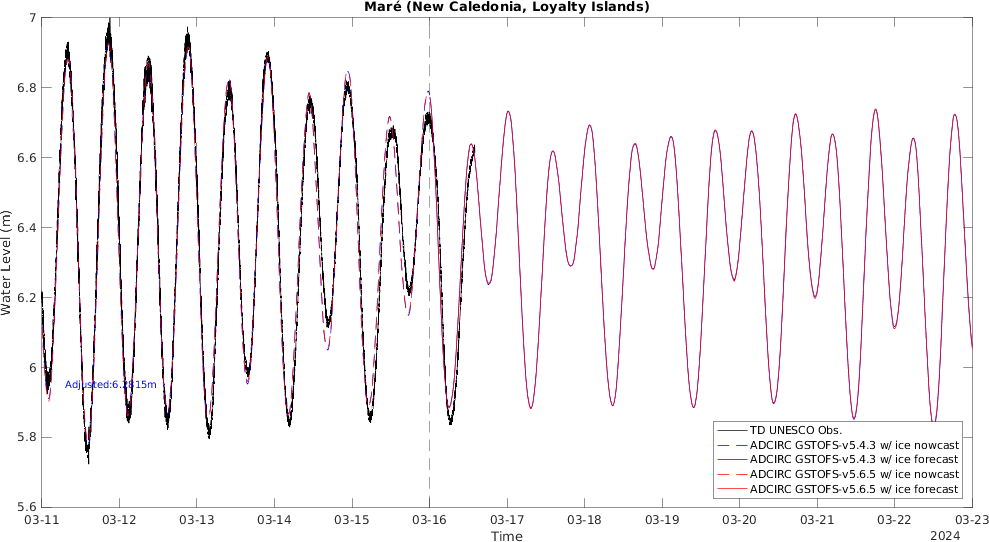 Maré (New Caledonia, Loyalty Islands)
7
6.8
6.6
6.4
6.2
6
5.8
5.6
Water Level (m)
Adjusted:6.2815m
TD UNESCO Obs.
ADCIRC GSTOFS-v5.4.3 w/ ice nowcast
ADCIRC GSTOFS-v5.4.3 w/ ice forecast
ADCIRC GSTOFS-v5.6.5 w/ ice nowcast
ADCIRC GSTOFS-v5.6.5 w/ ice forecast
03-11 03-12 03-13 03-14 03-15 03-16 03-17 03-18 03-19 03-20 03-21 03-22 03-23
Time
2024